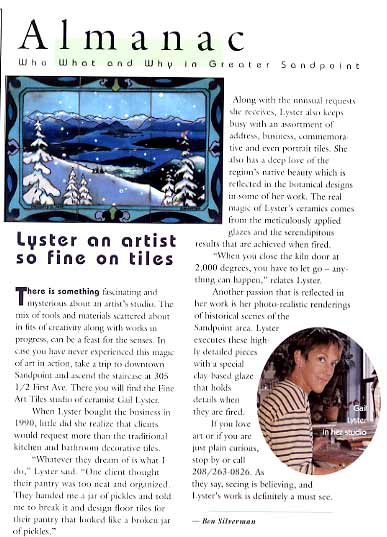 Almanac
Who What and Why in Greater Sandpoint
Lyster an artist
so fine on tiles
There is something fascinating and
mysterious about an artist's studio. The
mix of tools and materials scattered about
in fits of creativity along with works in
progress, can be a feast for the senses. In
case you have never experienced this magic
of art in action, take a trip to downtown
Sandpoint and ascend the staircase at 305
1/2 First Ave. There you will find the Fine
Art Tiles studio of ceramist Gail Lyster.
When Lyster bought the business in
1990, little did she realize that clients
would request more than the traditional
kitchen and bathroom decorative tiles.
"Whatever they dream of is what I
do," Lyster said. "One client thought
their pantry was too neat and organized.
They handed me a jar of pickles and told
me to break it and design floor tiles for
their pantry that looked like a broken jar
of pickles."
Along with the unusual requests
she receives, Lyster also keeps
busy with an assortment of
address, business, commemora-
tive and even portrait tiles. She
also has a deep love of the
region's native beauty which is
reflected in the botanical designs
in some of her work. The real
magic of Lyster's ceramics comes
from the meticulously applied
glazes and the serendipitous
results that are achieved when fired.
"When you close the kiln door at
2,000 degrees, you have to let go – any-
thing can happen," relates Lyster.
Another passion that is reflected in
her work is her photo-realistic renderings
of historical scenes of the
Sandpoint area. Lyster
executes these high-
ly detailed pieces
with a special
clay-based glaze
that holds
details when
they are fired.
If you love
art or if you are
just plain curious,
stop by or call
208/263-0826. As
they say, seeing is believing, and
Lyster's work is definitely a must see.
— Ben Silverman
Gail
Lyster
in her studio